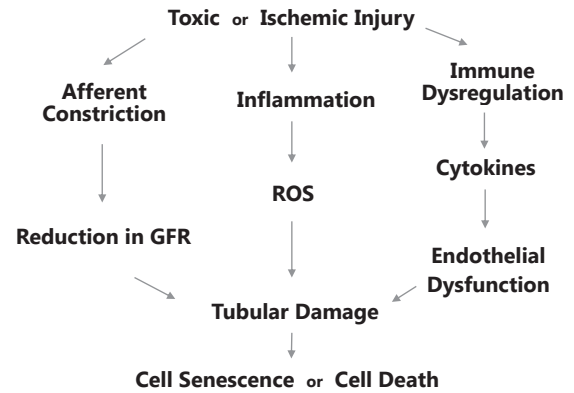 Toxic or Ischemic Injury
Afferent
Constriction
Inflammation
Immune
Dysregulation
Cytokines
ROS
Reduction in GFR
Endothelial
Dysfunction
Tubular Damage
Cell Senescence or Cell Death